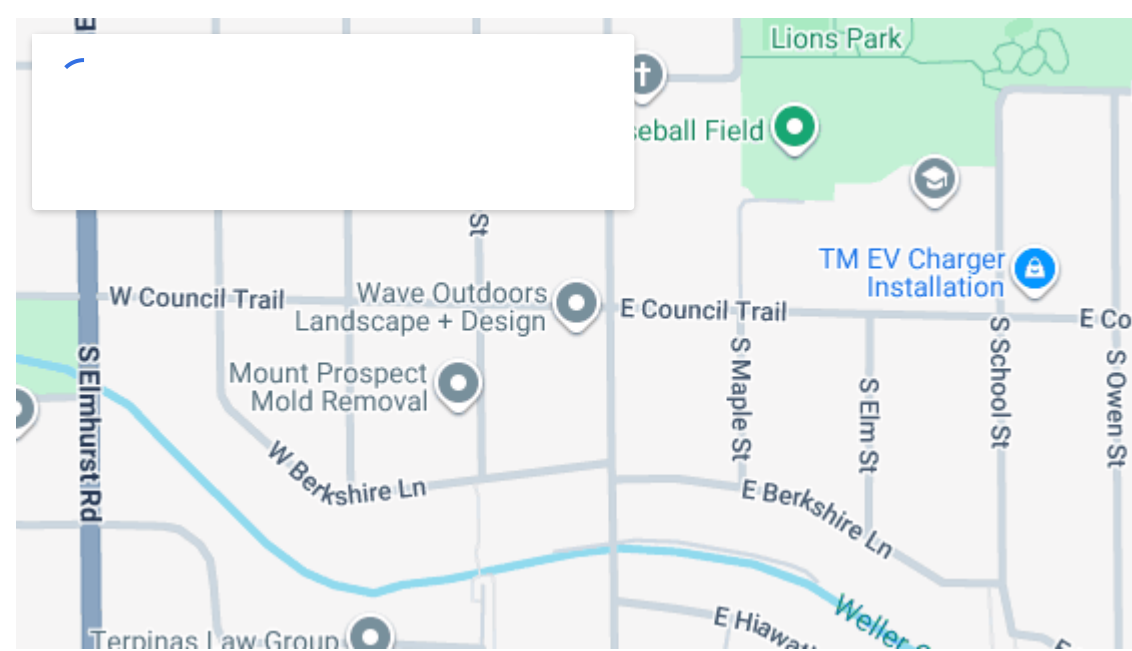 Lions Park
Field
St
TM EV Charger
Installation
W Council Trail
Wave Outdoors
Landscape + Design
E Council Trail
E
S Elmhurst Rd
Mount Prospect
Mold Removal
S Maple St
S Elm St
S School St
S Owen St
W Berkshire Ln
E Berkshire Ln
Weller
E
Terpinas Law Group